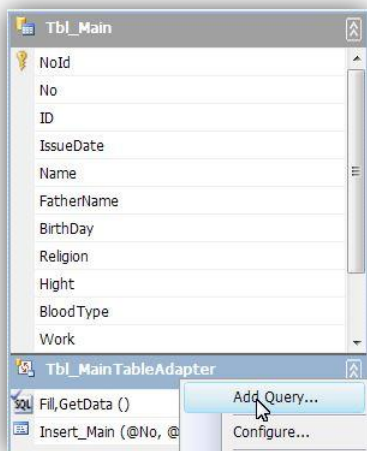 Tbl_Main
NoId
No
ID
IssueDate
Name
FatherName
BirthDay
Religion
Hight
BloodType
Work
Tbl_MainTableAdapter
SQL Fill,GetData ()
Add Query...
Insert_Main (@No, @
Configure...